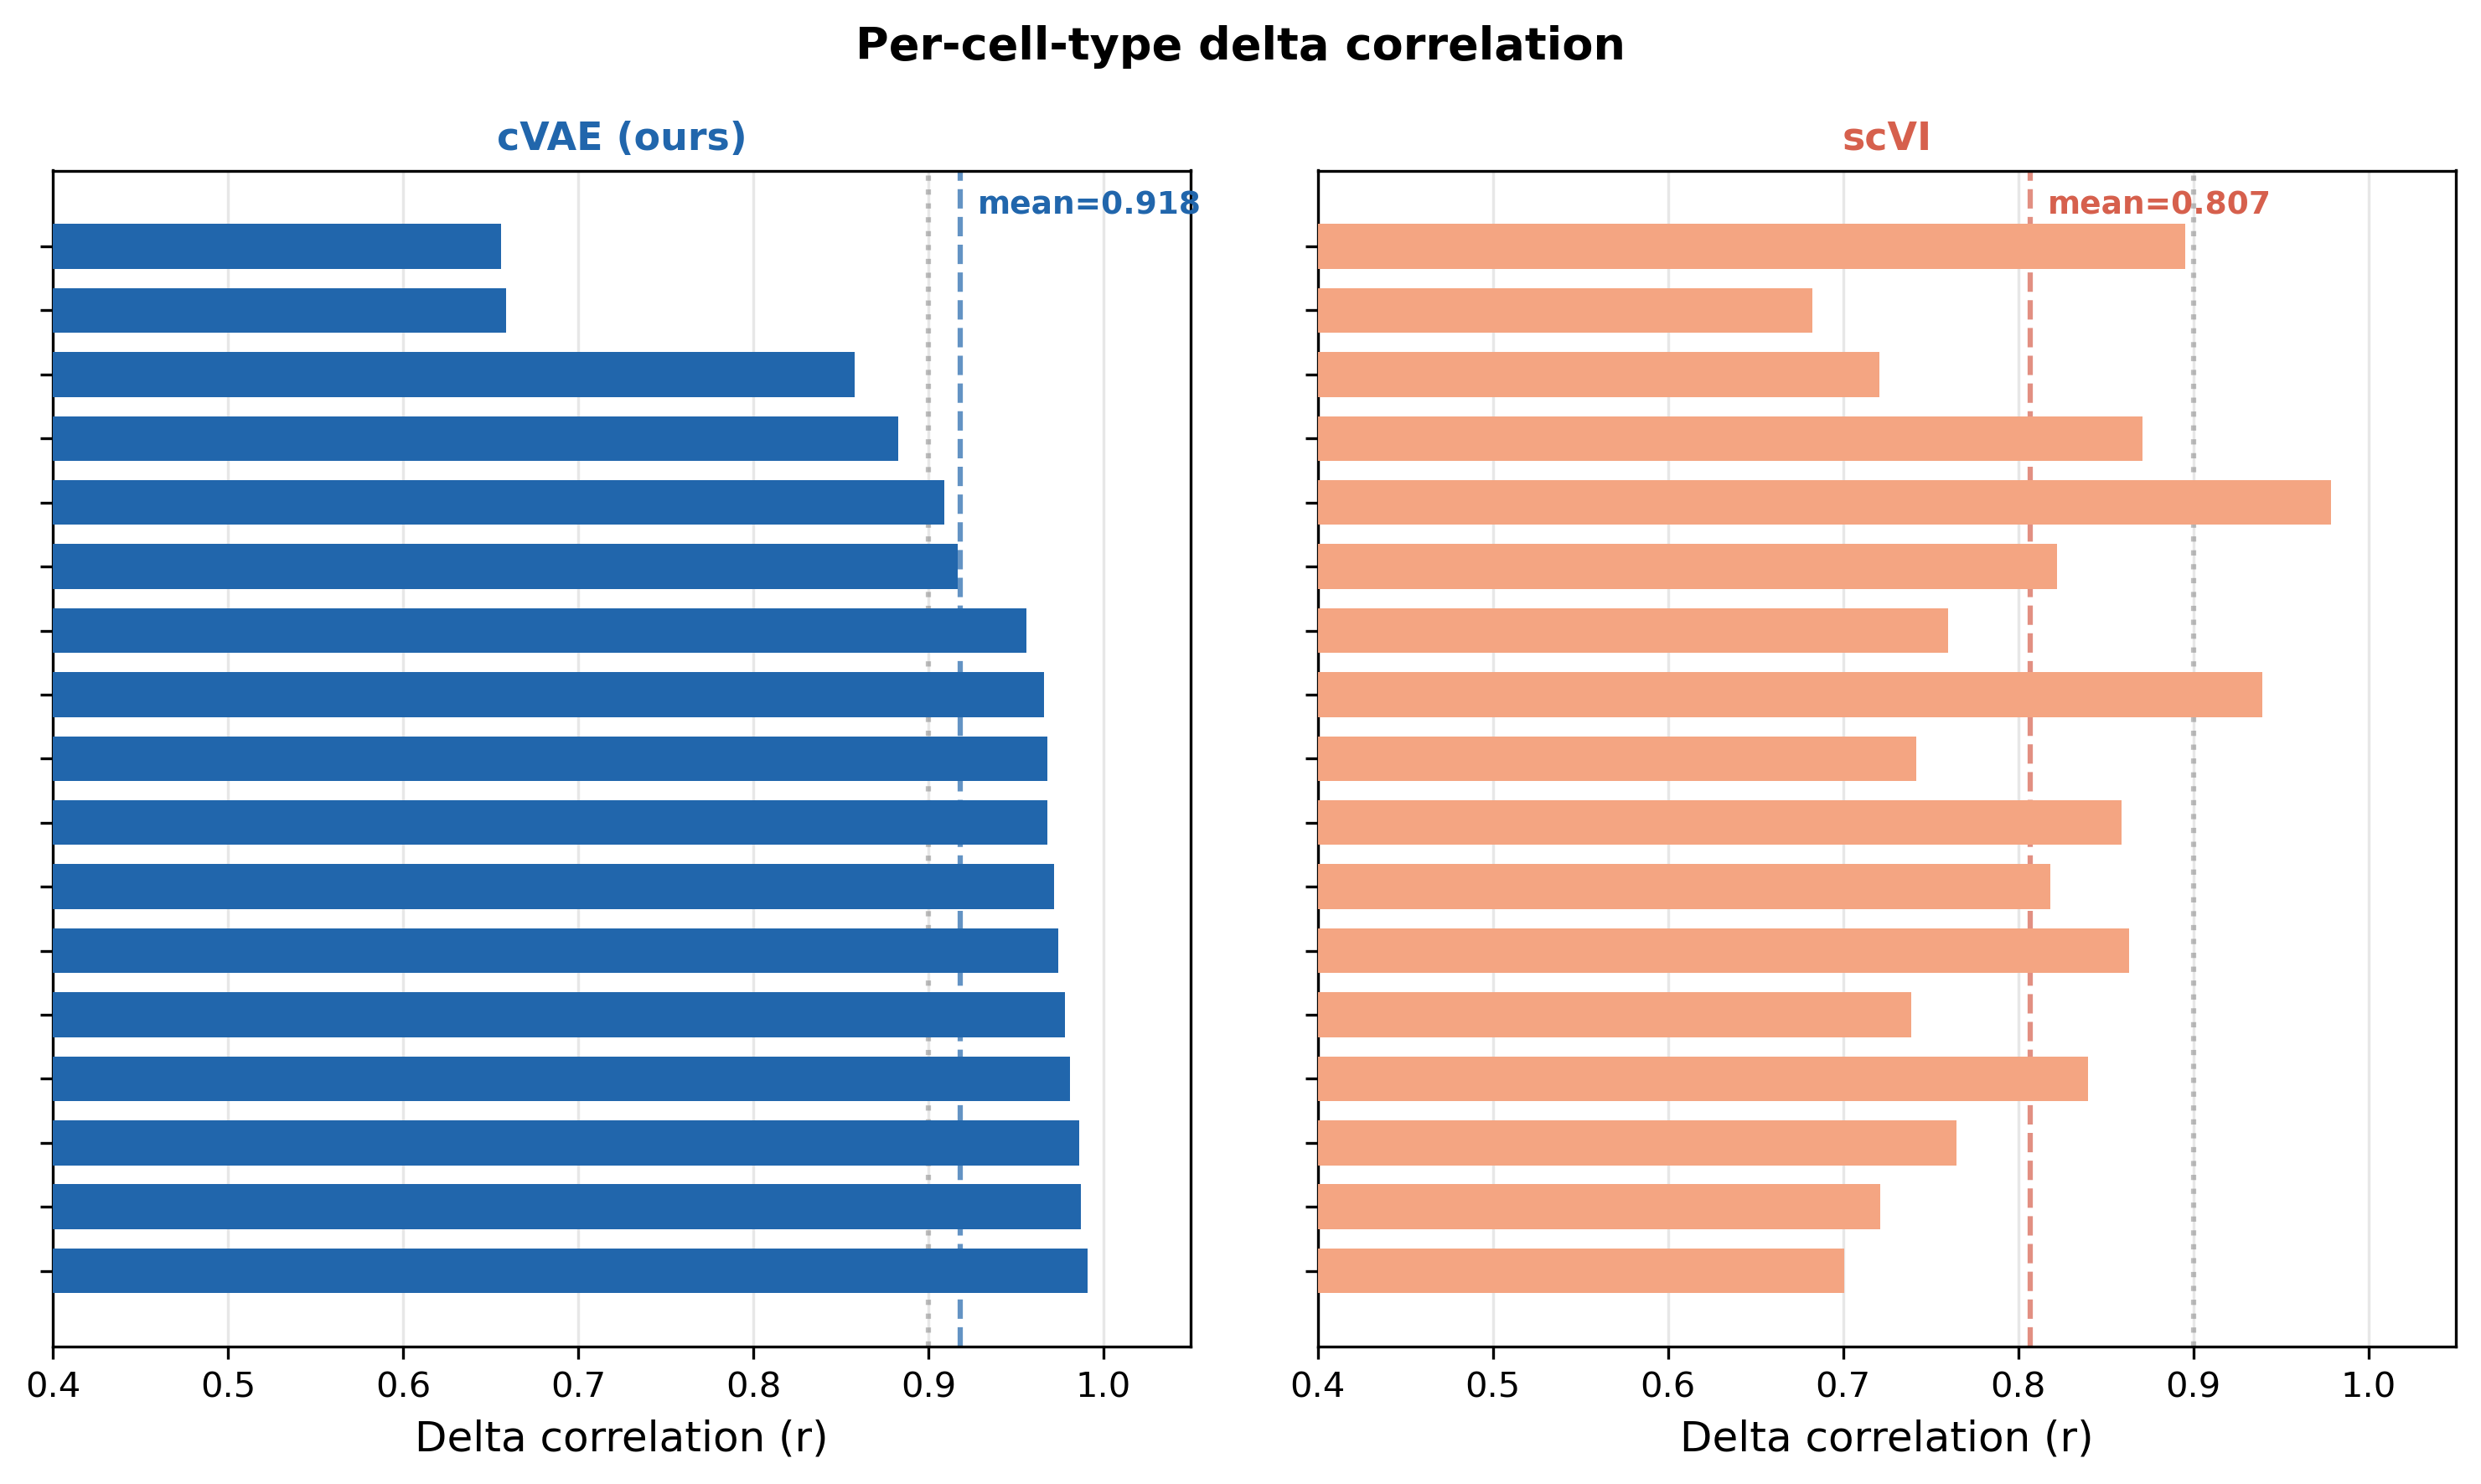 Per-cell-type delta correlation
cVAE (ours)
mean=0.918
0.4 0.5 0.6 0.7 0.8 0.9 1.0
Delta correlation (r)
scVI
mean=0.807
0.4 0.5 0.6 0.7 0.8 0.9 1.0
Delta correlation (r)